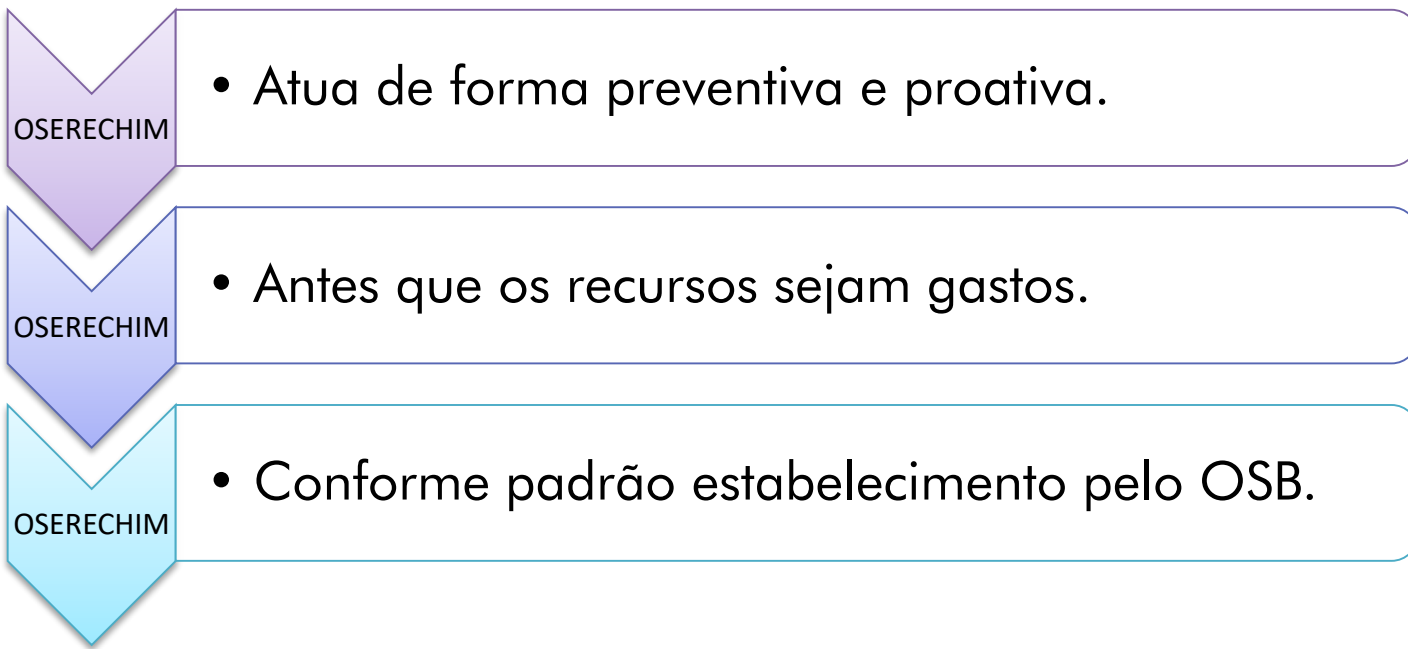 OSERECHIM
• Atua de forma preventiva e proativa.
OSERECHIM
• Antes que os recursos sejam gastos.
OSERECHIM
• Conforme padrão estabelecimento pelo OSB.